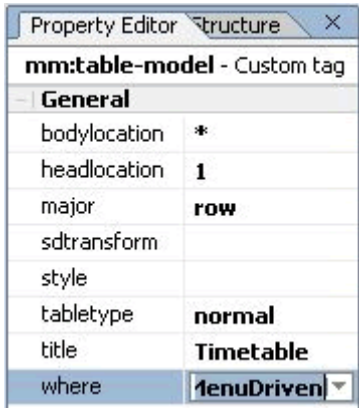 Property Editor Structure ×
mm:table-model - Custom tag
General
bodylocation *
headlocation 1
major row
sdtransform
style
tabletype normal
title Timetable
where MenuDriven